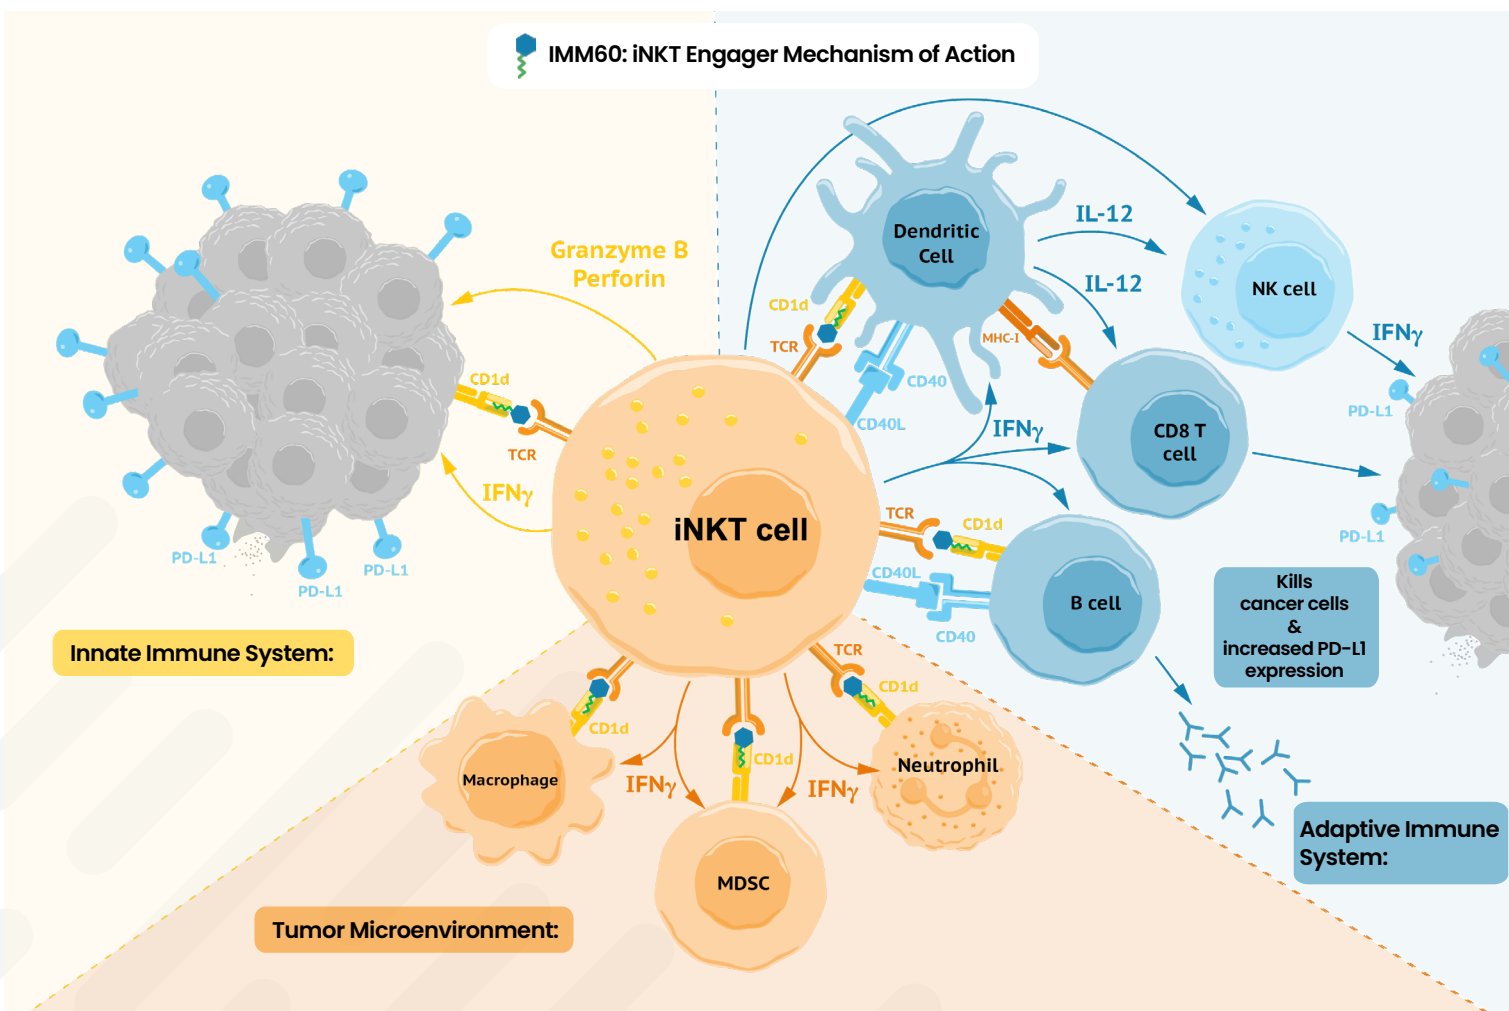 IMM60: iNKT Engager Mechanism of Action
Granzyme B
Perforin
CD1d
TCR
IFNγ
PD-L1
PD-L1
PD-L1
Innate Immune System:
iNKT cell
Dendritic
Cell
IL-12
IL-12
NK cell
IFNγ
CD1d
TCR
MHC-I
CD40
CD40L
IFNγ
CD8 T
cell
PD-L1
PD-L1
TCR
CD1d
CD40L
CD40
B cell
Kills
cancer cells
&
increased PD-L1
expression
Adaptive Immune
System:
TCR
CD1d
CD1d
CD1d
Macrophage
IFNγ
IFNγ
Neutrophil
MDSC
Tumor Microenvironment: